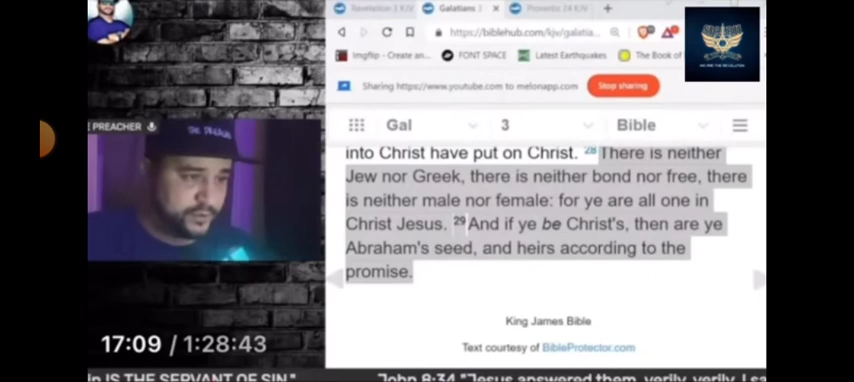 Revelation 3 KJV
Galatians 3
Proverbs 24 KJV
https://biblehub.com/kjv/galatia...
Imgflip - Create an...
FONT SPACE
Latest Earthquakes
The Book of
Sharing https://www.youtube.com to melonapp.com
Stop sharing
E PREACHER
Gal
3
Bible
into Christ have put on Christ. 28 There is neither
Jew nor Greek, there is neither bond nor free, there
is neither male nor female: for ye are all one in
Christ Jesus. 29 And if ye be Christ's, then are ye
Abraham's seed, and heirs according to the
promise.
King James Bible
Text courtesy of BibleProtector.com
17:09 / 1:28:43
in IS THE SERVANT OF SIN."
John 8:34 "Jesus answered them, verily, verily, I sa